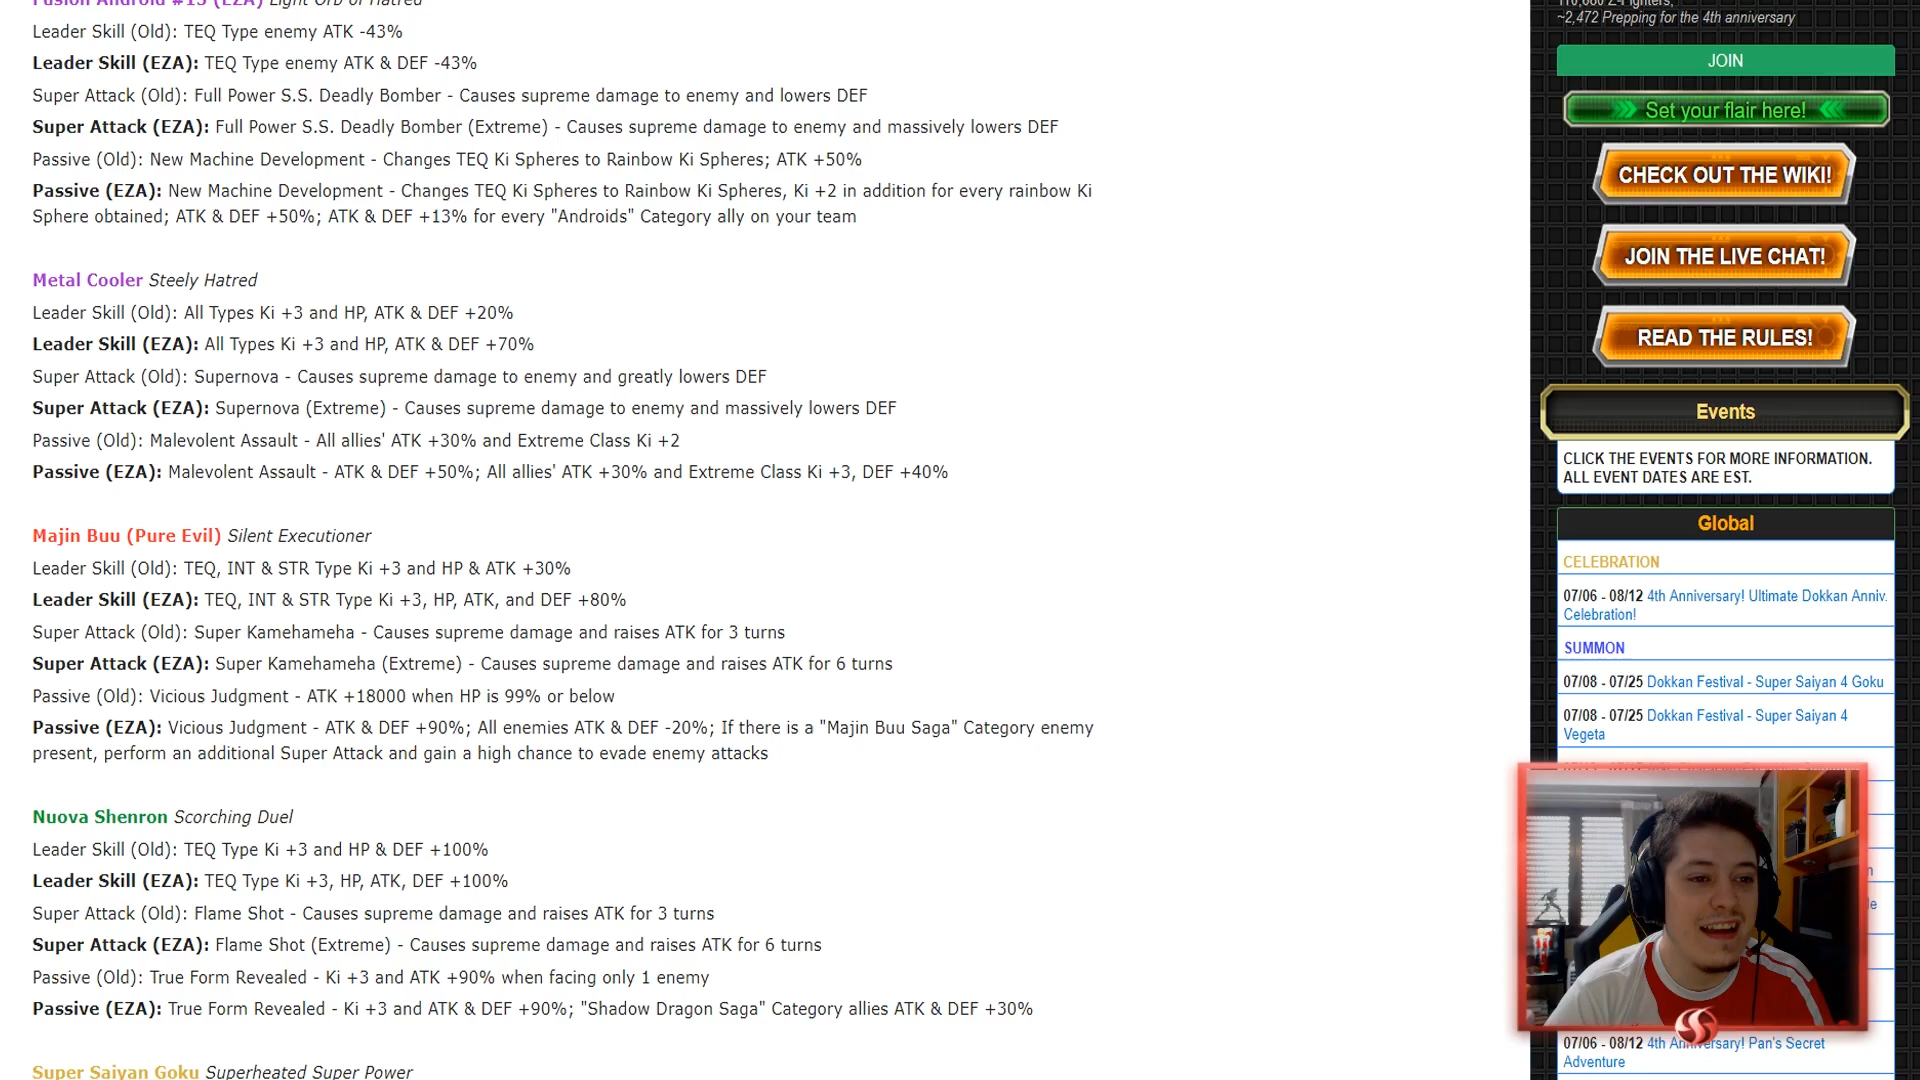 Fusion Android #13 (EZA) Light Orb of Hatred
Leader Skill (Old): TEQ Type enemy ATK -43%
Leader Skill (EZA): TEQ Type enemy ATK & DEF -43%
Super Attack (Old): Full Power S.S. Deadly Bomber - Causes supreme damage to enemy and lowers DEF
Super Attack (EZA): Full Power S.S. Deadly Bomber (Extreme) - Causes supreme damage to enemy and massively lowers DEF
Passive (Old): New Machine Development - Changes TEQ Ki Spheres to Rainbow Ki Spheres; ATK +50%
Passive (EZA): New Machine Development - Changes TEQ Ki Spheres to Rainbow Ki Spheres, Ki +2 in addition for every rainbow Ki
Sphere obtained; ATK & DEF +50%; ATK & DEF +13% for every "Androids" Category ally on your team
Metal Cooler Steely Hatred
Leader Skill (Old): All Types Ki +3 and HP, ATK & DEF +20%
Leader Skill (EZA): All Types Ki +3 and HP, ATK & DEF +70%
Super Attack (Old): Supernova - Causes supreme damage to enemy and greatly lowers DEF
Super Attack (EZA): Supernova (Extreme) - Causes supreme damage to enemy and massively lowers DEF
Passive (Old): Malevolent Assault - All allies' ATK +30% and Extreme Class Ki +2
Passive (EZA): Malevolent Assault - ATK & DEF +50%; All allies' ATK +30% and Extreme Class Ki +3, DEF +40%
Majin Buu (Pure Evil) Silent Executioner
Leader Skill (Old): TEQ, INT & STR Type Ki +3 and HP & ATK +30%
Leader Skill (EZA): TEQ, INT & STR Type Ki +3, HP, ATK, and DEF +80%
Super Attack (Old): Super Kamehameha - Causes supreme damage and raises ATK for 3 turns
Super Attack (EZA): Super Kamehameha (Extreme) - Causes supreme damage and raises ATK for 6 turns
Passive (Old): Vicious Judgment - ATK +18000 when HP is 99% or below
Passive (EZA): Vicious Judgment - ATK & DEF +90%; All enemies ATK & DEF -20%; If there is a "Majin Buu Saga" Category enemy
present, perform an additional Super Attack and gain a high chance to evade enemy attacks
Nuova Shenron Scorching Duel
Leader Skill (Old): TEQ Type Ki +3 and HP & DEF +100%
Leader Skill (EZA): TEQ Type Ki +3, HP, ATK, DEF +100%
Super Attack (Old): Flame Shot - Causes supreme damage and raises ATK for 3 turns
Super Attack (EZA): Flame Shot (Extreme) - Causes supreme damage and raises ATK for 6 turns
Passive (Old): True Form Revealed - Ki +3 and ATK +90% when facing only 1 enemy
Passive (EZA): True Form Revealed - Ki +3 and ATK & DEF +90%; "Shadow Dragon Saga" Category allies ATK & DEF +30%
Super Saiyan Goku Superheated Super Power
~2,472 Prepping for the 4th anniversary
JOIN
Set your flair here!
CHECK OUT THE WIKI!
JOIN THE LIVE CHAT!
READ THE RULES!
Events
CLICK THE EVENTS FOR MORE INFORMATION.
ALL EVENT DATES ARE EST.
Global
CELEBRATION
07/06 - 08/12 4th Anniversary! Ultimate Dokkan Anniv.
Celebration!
SUMMON
07/08 - 07/25 Dokkan Festival - Super Saiyan 4 Goku
07/08 - 07/25 Dokkan Festival - Super Saiyan 4
Vegeta
07/06 - 08/12 4th Anniversary! Pan's Secret
Adventure